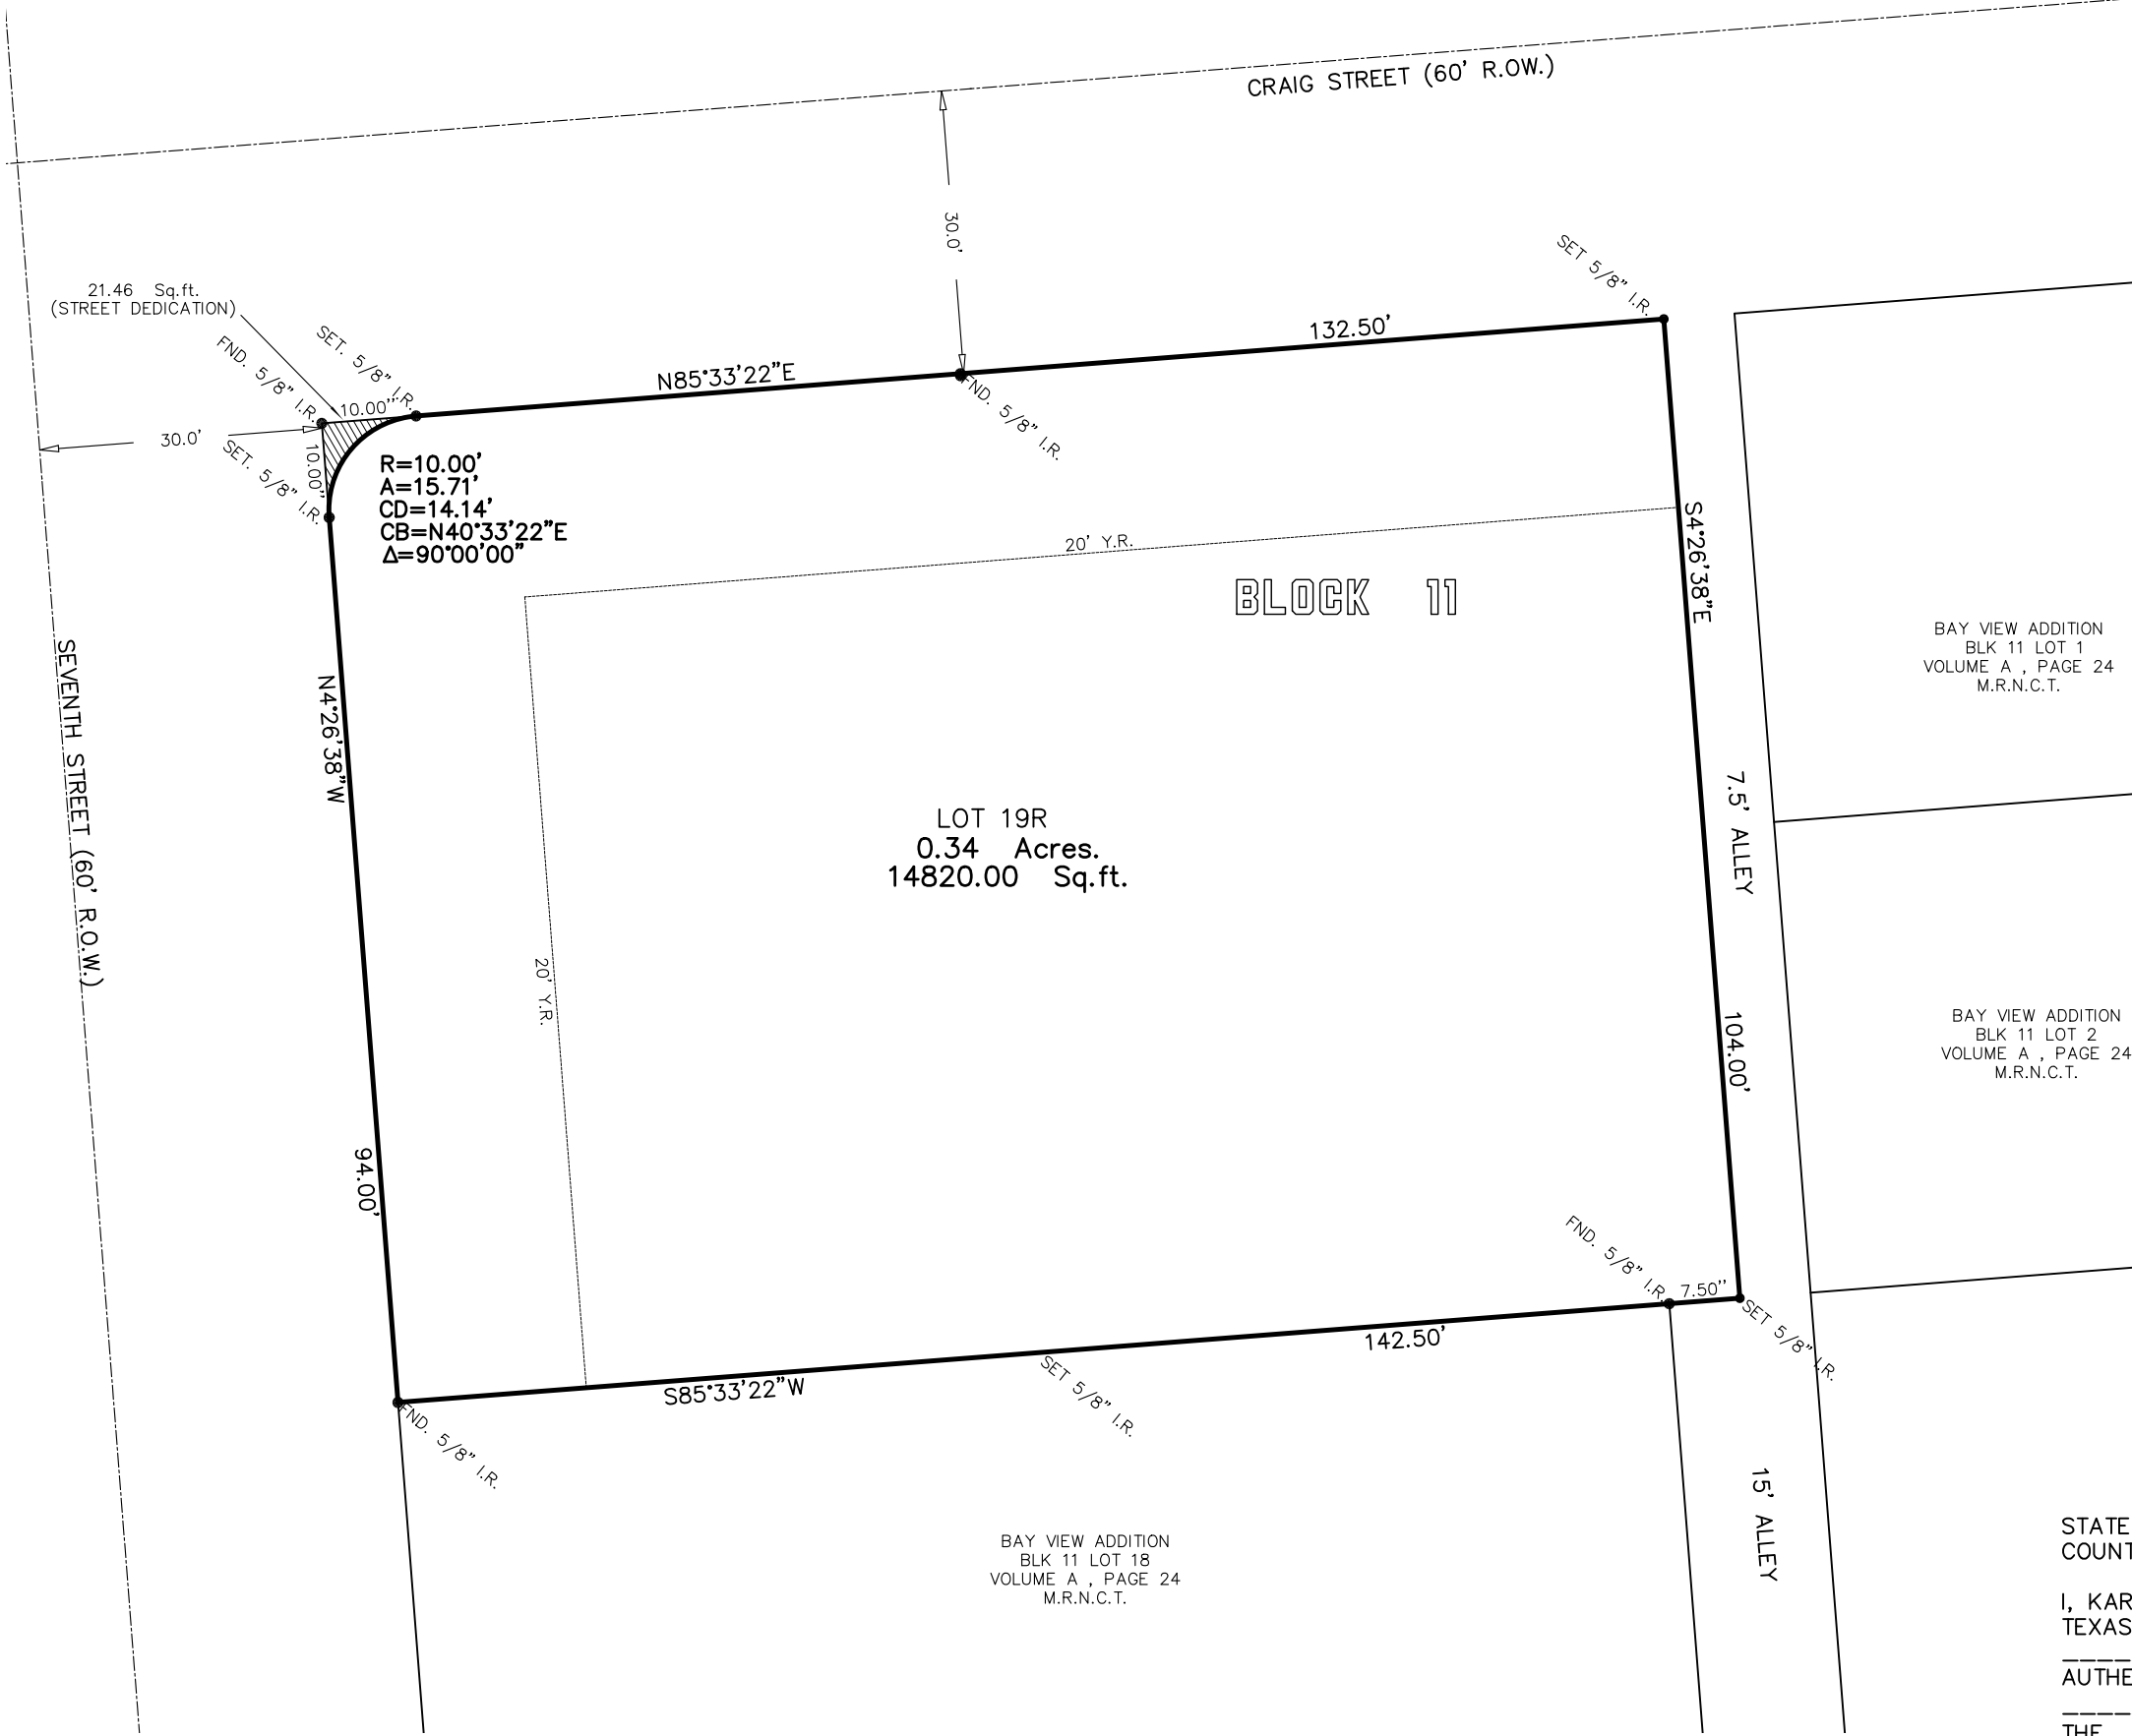 CRAIG STREET (60' R.OW.)
30.0'
SET 5/8" I.R.
21.46 Sq.ft.
(STREET DEDICATION)
SET. 5/8" I.R.
FND. 5/8" I.R.
132.50'
N85°33'22"E
FND. 5/8" I.R.
10.00"
30.0'
10.00"
SET. 5/8" I.R.
R=10.00'
A=15.71'
CD=14.14'
CB=N40°33'22"E
Δ=90°00'00"
S4°26'38"E
20' Y.R.
BLOCK 11
BAY VIEW ADDITION
BLK 11 LOT 1
VOLUME A , PAGE 24
M.R.N.C.T.
SEVENTH STREET (60' R.O.W.)
N4°26'38"W
7.5' ALLEY
LOT 19R
0.34 Acres.
14820.00 Sq.ft.
20' Y.R.
104.00'
BAY VIEW ADDITION
BLK 11 LOT 2
VOLUME A , PAGE 24
M.R.N.C.T.
94.00'
FND. 5/8" I.R.
7.50"
SET 5/8" I.R.
142.50'
S85°33'22"W
SET 5/8" I.R.
FND. 5/8" I.R.
15' ALLEY
BAY VIEW ADDITION
BLK 11 LOT 18
VOLUME A , PAGE 24
M.R.N.C.T.
STATE
COUNT
I, KAR
TEXAS
____
AUTHE
____
THE